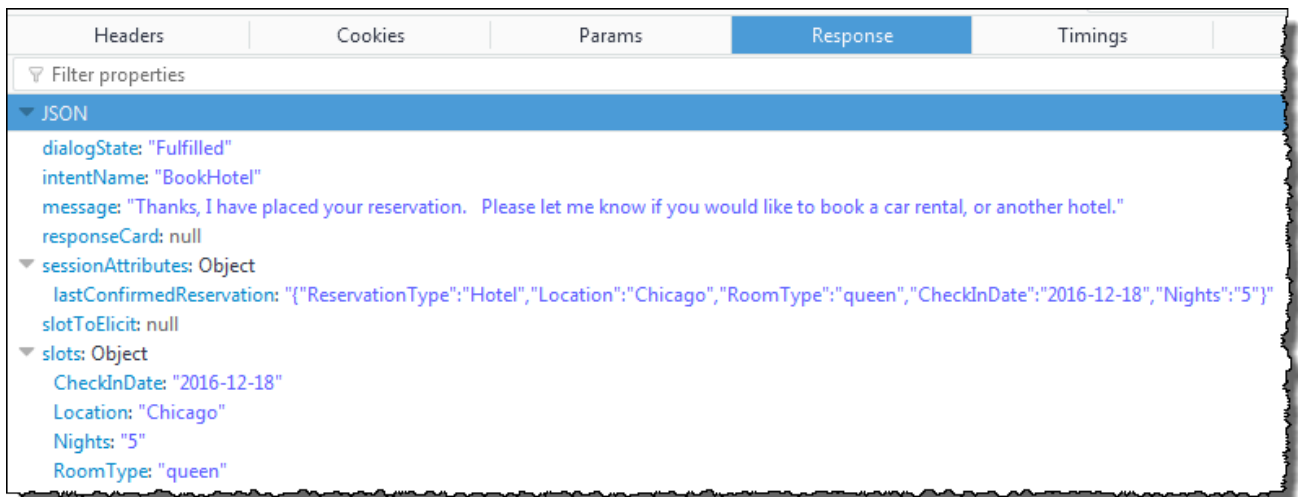 Headers Cookies Params Response Timings
Filter properties
JSON
dialogState: "Fulfilled"
intentName: "BookHotel"
message: "Thanks, I have placed your reservation.   Please let me know if you would like to book a car rental, or another hotel."
responseCard: null
sessionAttributes: Object
lastConfirmedReservation: "{"ReservationType":"Hotel","Location":"Chicago","RoomType":"queen","CheckInDate":"2016-12-18","Nights":"5"}"
slotToElicit: null
slots: Object
CheckInDate: "2016-12-18"
Location: "Chicago"
Nights: "5"
RoomType: "queen"